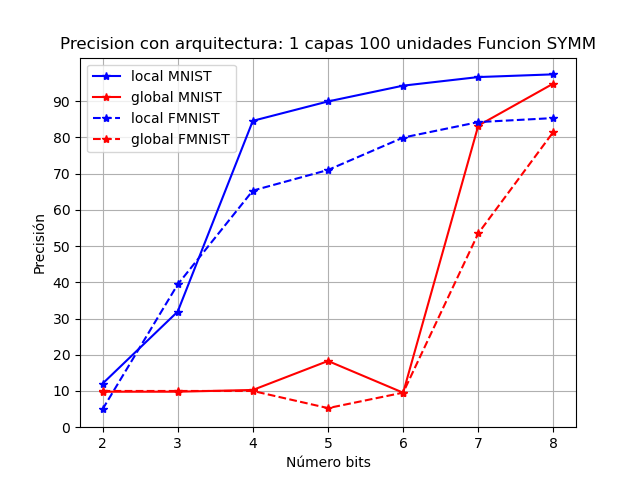 Precision con arquitectura: 1 capas 100 unidades Funcion SYMM
local MNIST
global MNIST
local FMNIST
global FMNIST
Precisión
90
80
70
60
50
40
30
20
10
0
2 3 4 5 6 7 8
Número bits